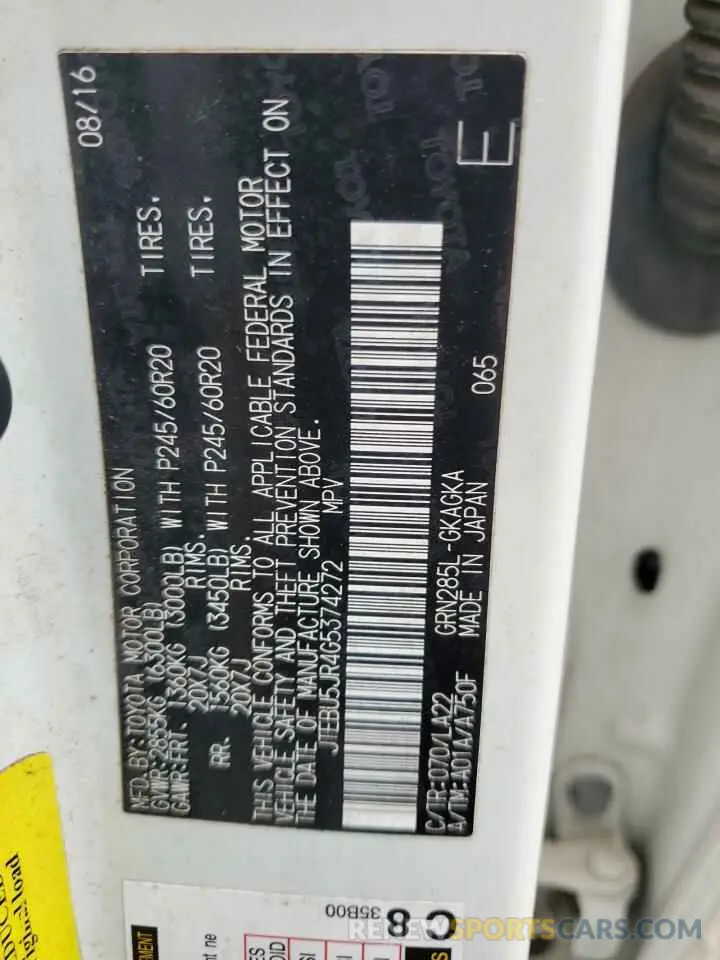 MFD.BY:TOYOTA MOTOR CORPORATION 08/16
GVWR:2855KG (6300LB)
GAWR:FRT. 1360KG (3000LB) WITH P245/60R20 TIRES.
20X7J RIMS.
RR. 1560KG (3450LB) WITH P245/60R20 TIRES.
20X7J RIMS.
THIS VEHICLE CONFORMS TO ALL APPLICABLE FEDERAL MOTOR
VEHICLE SAFETY AND THEFT PREVENTION STANDARDS IN EFFECT ON
THE DATE OF MANUFACTURE SHOWN ABOVE.
JTEBU5JR4G5374272 MPV
C/TR:070/LA22 GRN285L-GKAGKA 065
A/TM:A01A/A750F MADE IN JAPAN
E
C8
35B00
RENEWSPORTSCARS.COM